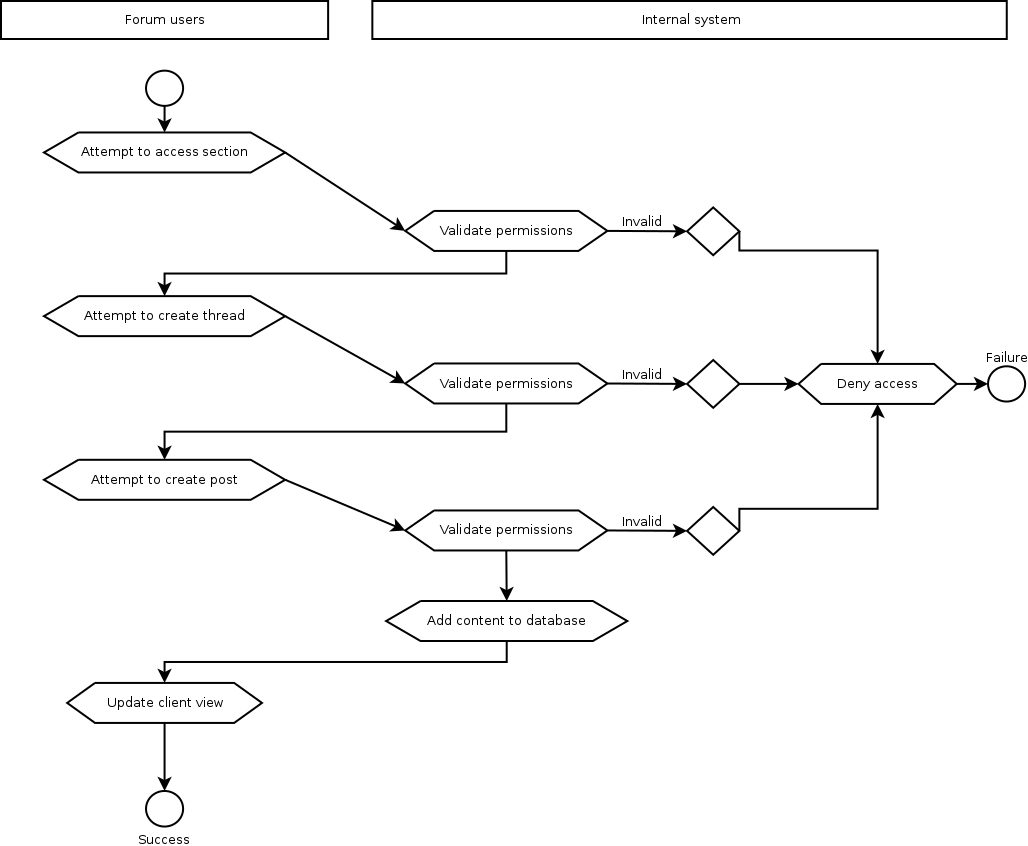 Forum users
Internal system
Attempt to access section
Validate permissions
Invalid
Attempt to create thread
Validate permissions
Invalid
Deny access
Failure
Attempt to create post
Validate permissions
Invalid
Add content to database
Update client view
Success